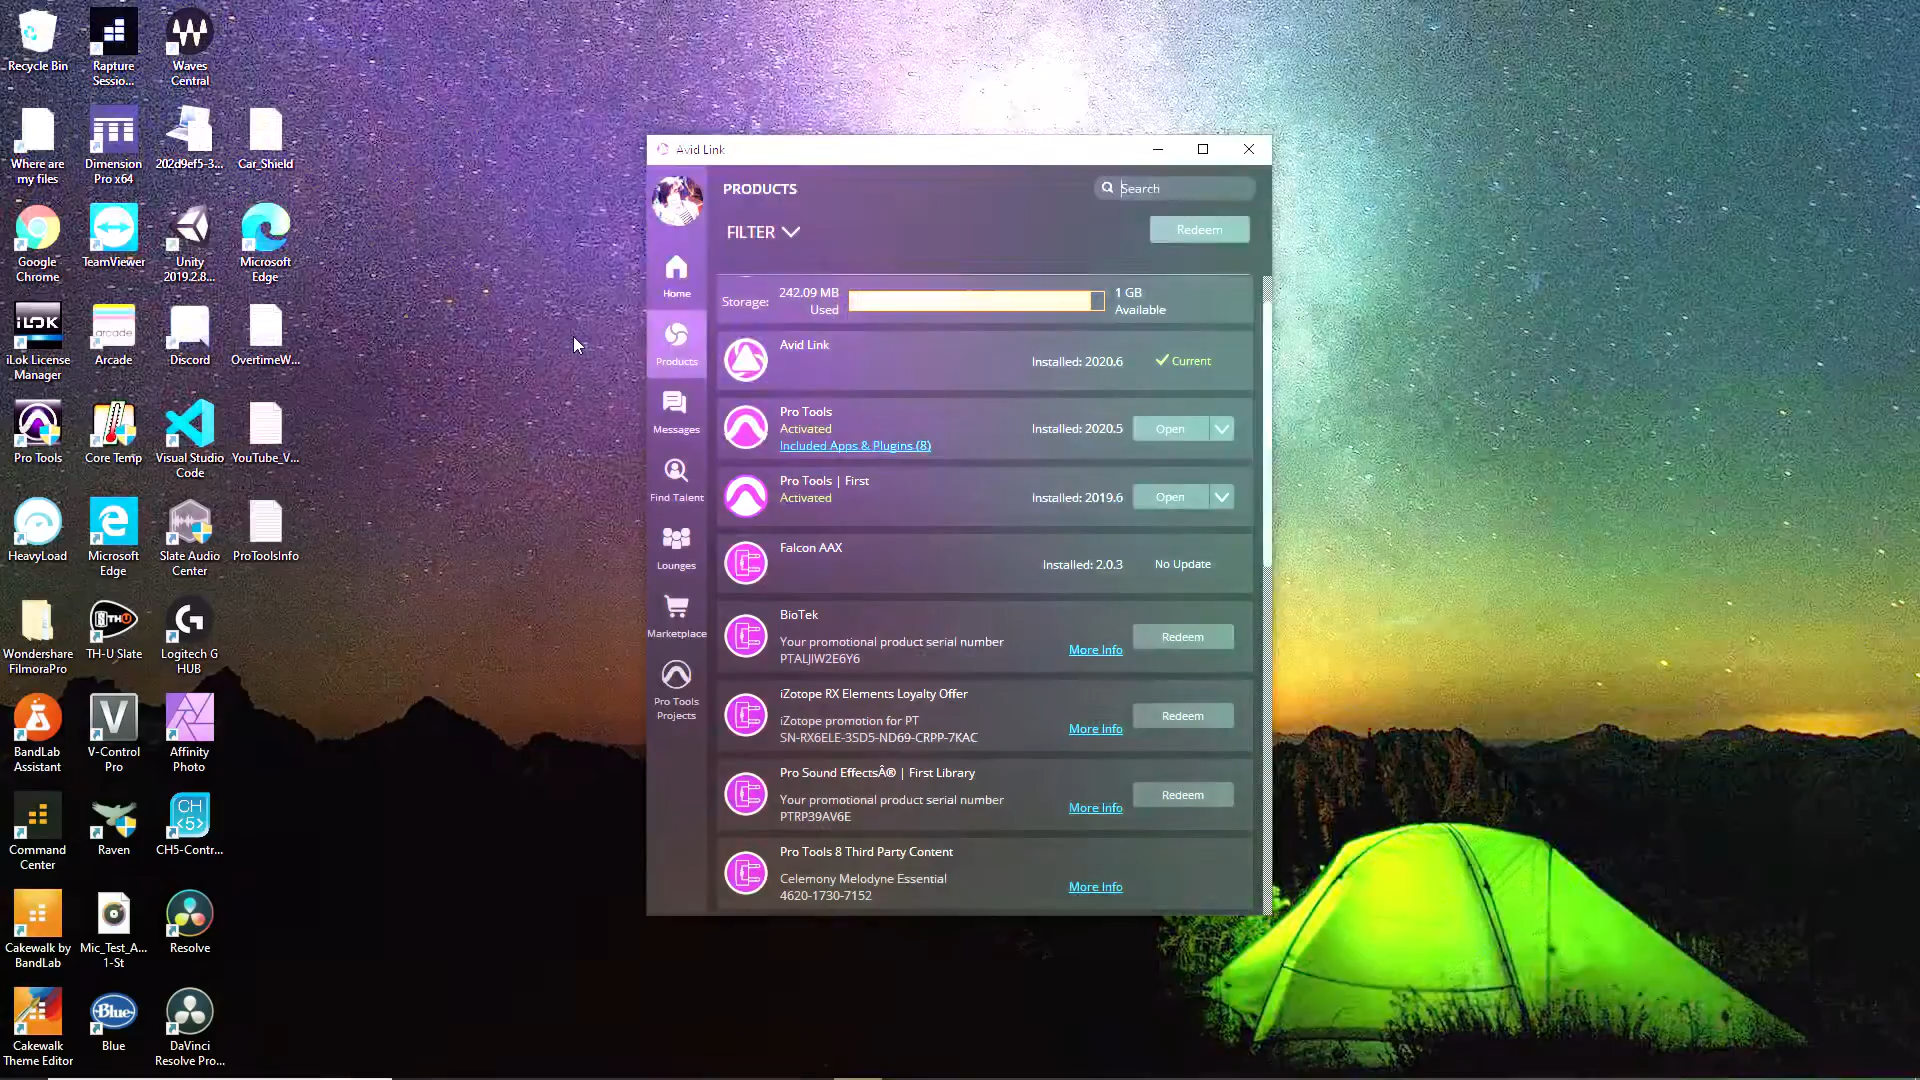 Recycle Bin
Rapture
Sessio...
Waves
Central
Where are
my files
Dimension
Pro x64
202d9ef5-3...
Car_Shield
Google
Chrome
TeamViewer
Unity
2019.2.8...
Microsoft
Edge
iLOK
iLok License
Manager
arcade
Arcade
Discord
OvertimeW...
Pro Tools
Core Temp
Visual Studio
Code
YouTube_V...
HeavyLoad
Microsoft
Edge
Slate Audio
Center
ProToolsInfo
Wondershare
FilmoraPro
TH-U
TH-U Slate
Logitech G
HUB
BandLab
Assistant
V-Control
Pro
Affinity
Photo
Command
Center
Raven
CH
<5>
CH5-Contr...
Cakewalk by
BandLab
Mic_Test_A...
1-St
Resolve
Cakewalk
Theme Editor
Blue
Blue
DaVinci
Resolve Pro...
Avid Link
PRODUCTS
Search
FILTER
Redeem
Home
Products
Messages
Find Talent
Lounges
Marketplace
Pro Tools
Projects
Storage:
242.09 MB
Used
1 GB
Available
Avid Link
Installed: 2020.6
Current
Pro Tools
Activated
Included Apps & Plugins (8)
Installed: 2020.5
Open
Pro Tools | First
Activated
Installed: 2019.6
Open
Falcon AAX
Installed: 2.0.3
No Update
BioTek
Your promotional product serial number
PTALJIW2E6Y6
More Info
Redeem
iZotope RX Elements Loyalty Offer
iZotope promotion for PT
SN-RX6ELE-3SD5-ND69-CRPP-7KAC
More Info
Redeem
Pro Sound EffectsÂ® | First Library
Your promotional product serial number
PTRP39AV6E
More Info
Redeem
Pro Tools 8 Third Party Content
Celemony Melodyne Essential
4620-1730-7152
More Info